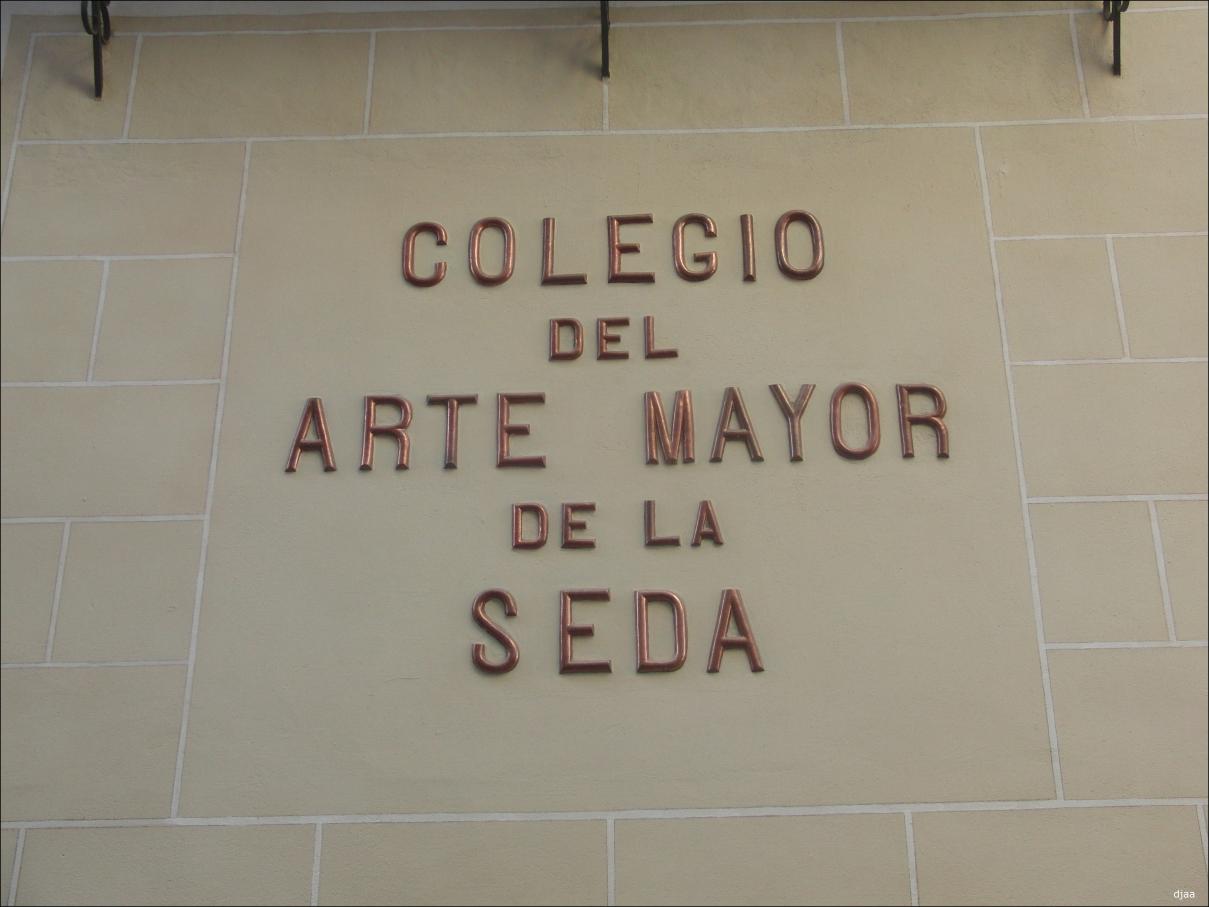 COLEGIO
DEL
ARTE MAYOR
DE LA
SEDA
djaa